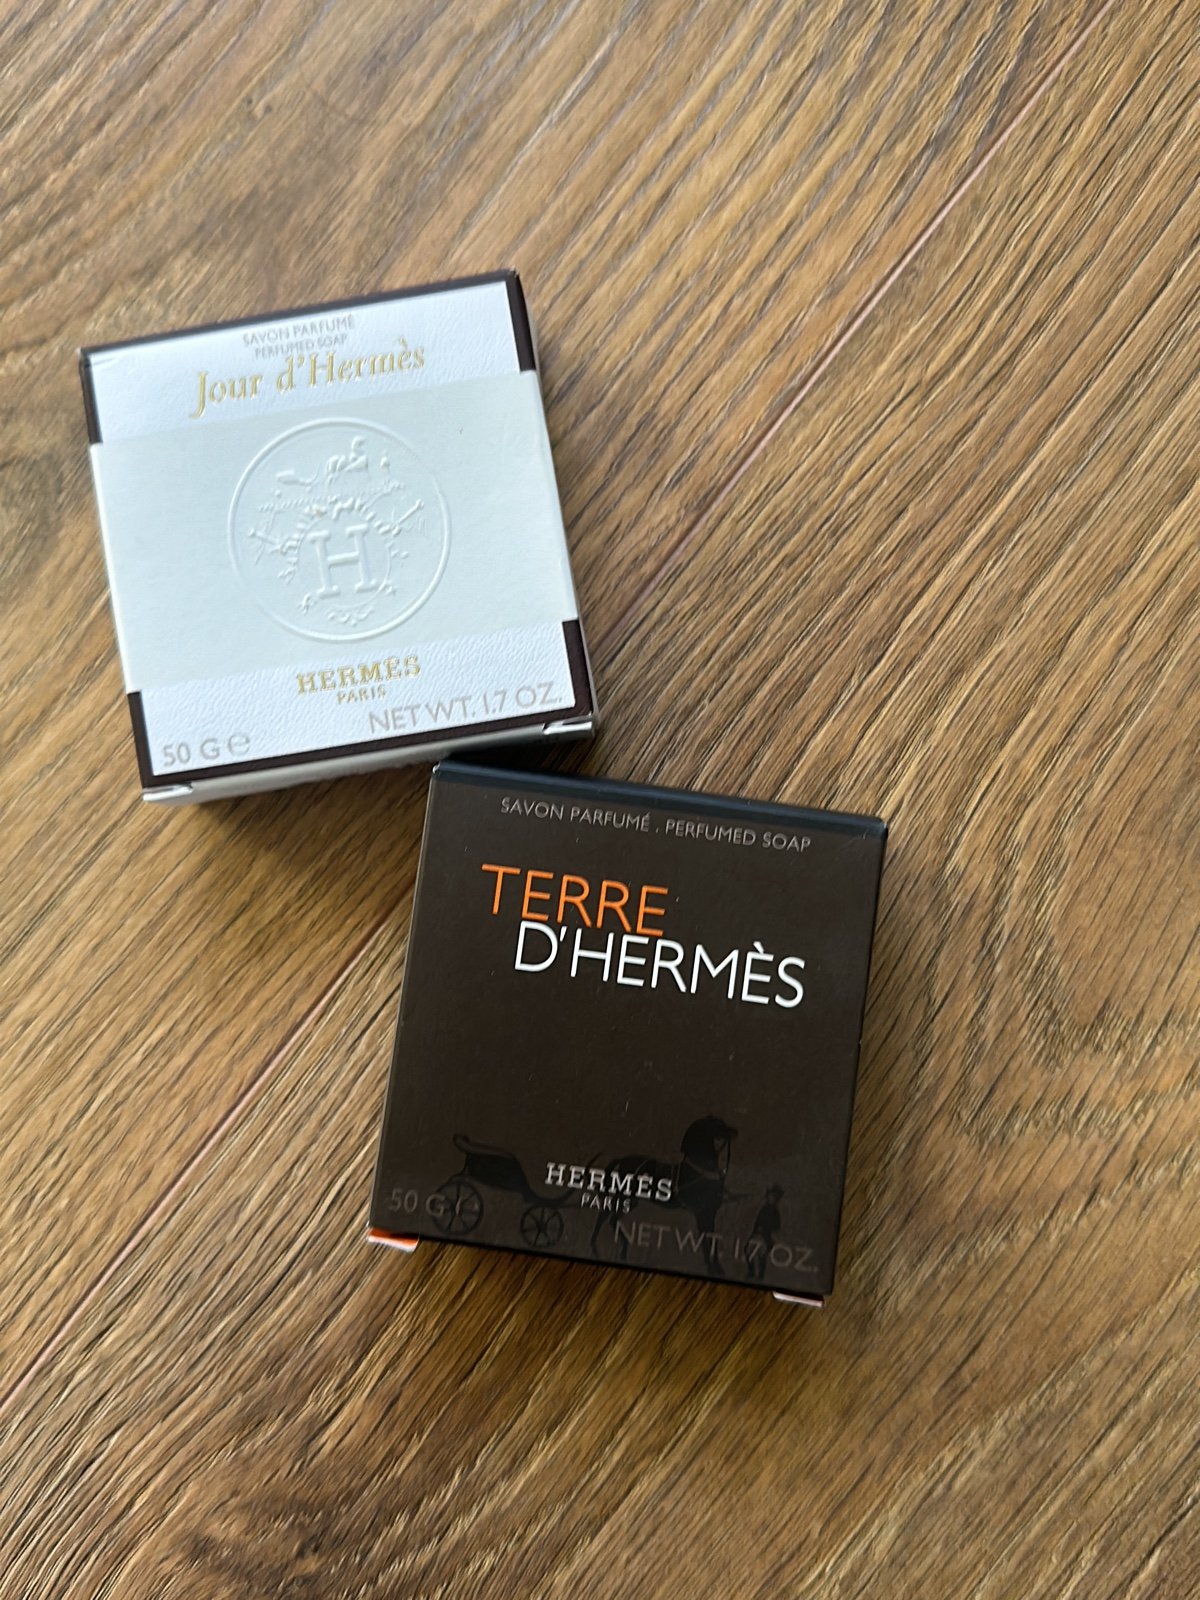 SAVON PARFUMÉ
PERFUMED SOAP
Jour d'Hermès
H
HERMÈS
PARIS
NET WT. 1.7 OZ.
50 G ℮
SAVON PARFUMÉ . PERFUMED SOAP
TERRE
D'HERMÈS
HERMÈS
PARIS
50 G ℮
NET WT. 1.7 OZ.